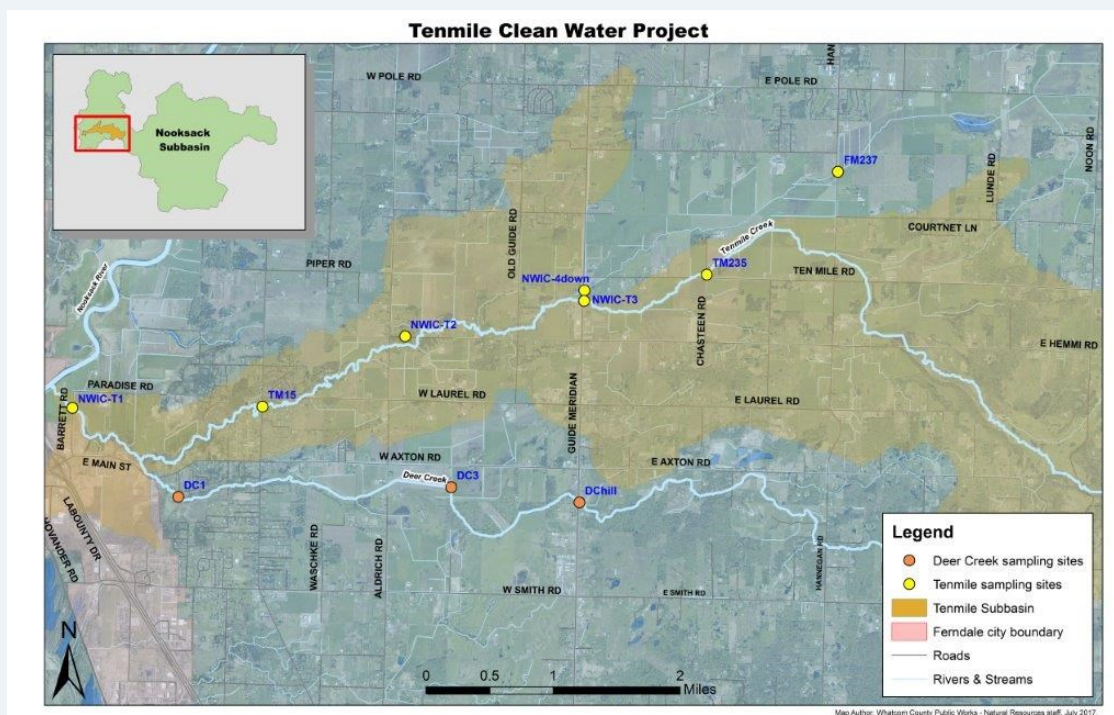 Tenmile Clean Water Project
W POLE RD
E POLE RD
Nooksack
Subbasin
FM237
LUNDE RD
NOON RD
OLD GUIDE RD
COURTNET LN
Tenmile Creek
PIPER RD
Nooksack River
TM235
TEN MILE RD
NWIC-4down
NWIC-T3
NWIC-T2
CHASTEEN RD
E HEMMI RD
PARADISE RD
NWIC-T1
BARRETT RD
TM15
W LAUREL RD
E LAUREL RD
GUIDE MERIDIAN
E MAIN ST
W AXTON RD
E AXTON RD
Deer Creek
DC3
DC1
DChill
LABOUNTY DR
HOVANDER RD
WASCHKE RD
ALDRICH RD
HANNEGAN RD
W SMITH RD
E SMITH RD
Legend
Deer Creek sampling sites
Tenmile sampling sites
Tenmile Subbasin
Ferndale city boundary
Roads
Rivers & Streams
N
0 0.5 1 2
Miles
Map Author: Whatcom County Public Works - Natural Resources staff, July 2017.